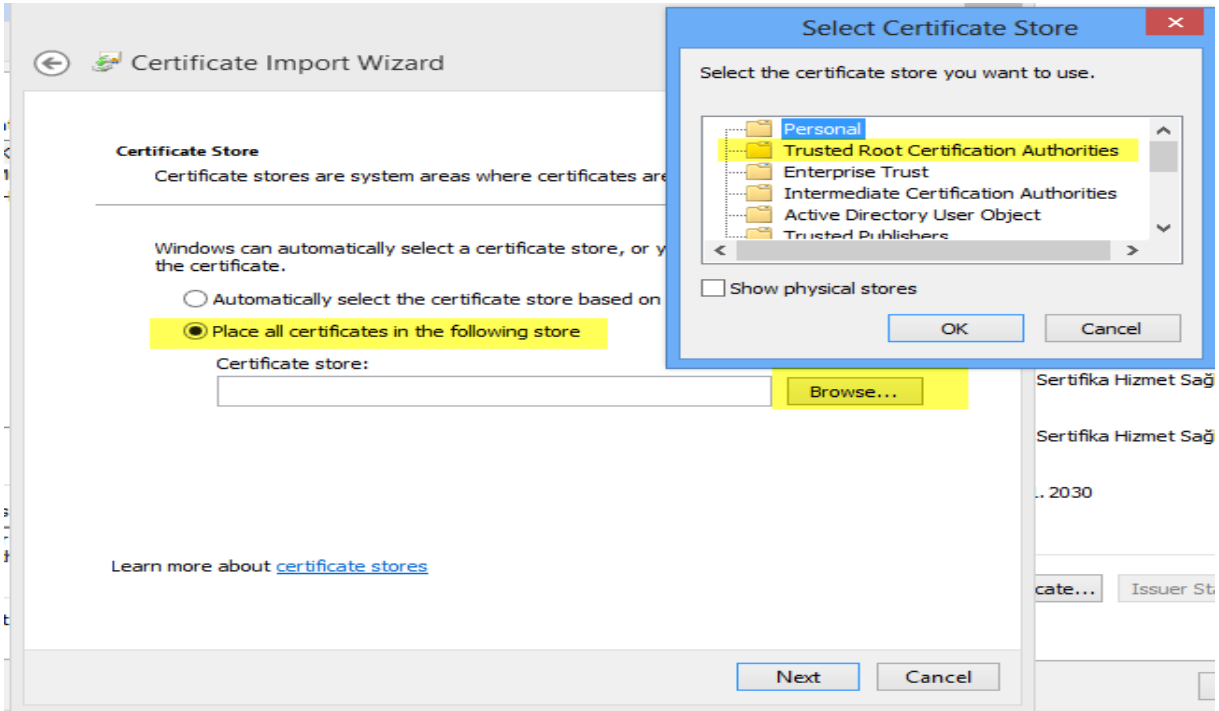 Certificate Import Wizard
Certificate Store
Certificate stores are system areas where certificates are
Windows can automatically select a certificate store, or y
the certificate.
Automatically select the certificate store based on
Place all certificates in the following store
Certificate store:
Browse...
Learn more about certificate stores
Next
Cancel
Select Certificate Store
Select the certificate store you want to use.
Personal
Trusted Root Certification Authorities
Enterprise Trust
Intermediate Certification Authorities
Active Directory User Object
Trusted Publishers
Show physical stores
OK
Cancel
Sertifika Hizmet Sağ
Sertifika Hizmet Sağ
. 2030
cate...
Issuer Sta